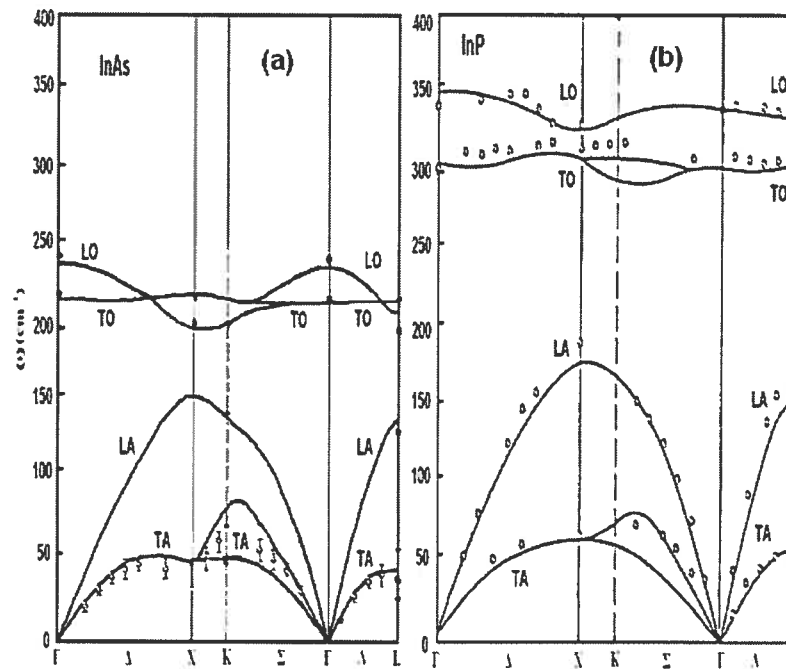 400
350
300
250
200
150
100
50
0
InAs
(a)
LO
LO
TO
TO
TO
LA
TA
TA
TA
Γ Δ X K Σ Γ Λ L
400
350
300
250
200
150
100
50
0
InP
(b)
LO
LO
TO
TO
LA
LA
TA
TA
Γ Δ X K Σ Γ Λ